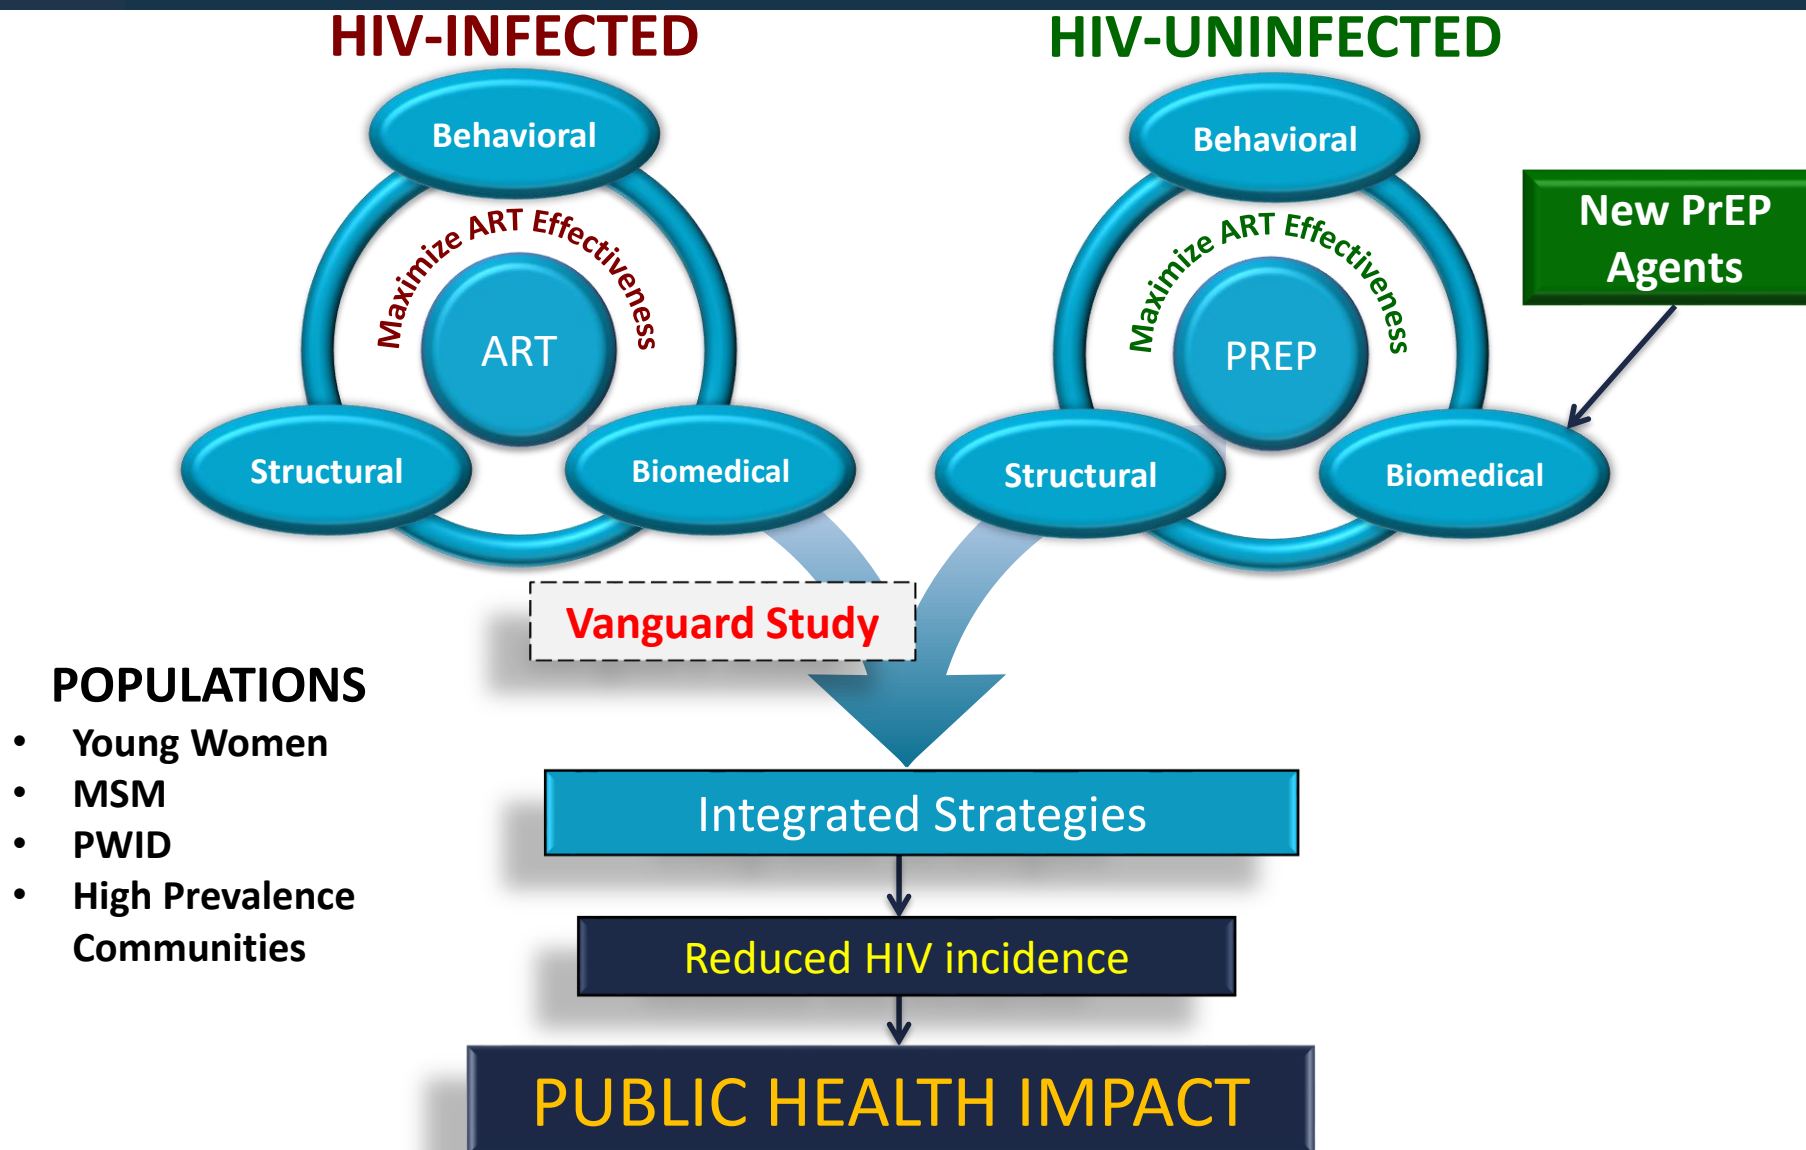 HIV-INFECTED
Behavioral
Maximize ART Effectiveness
ART
Structural
Biomedical
HIV-UNINFECTED
Behavioral
Maximize ART Effectiveness
PREP
Structural
Biomedical
New PrEP
Agents
Vanguard Study
POPULATIONS
• Young Women
• MSM
• PWID
• High Prevalence
Communities
Integrated Strategies
Reduced HIV incidence
PUBLIC HEALTH IMPACT